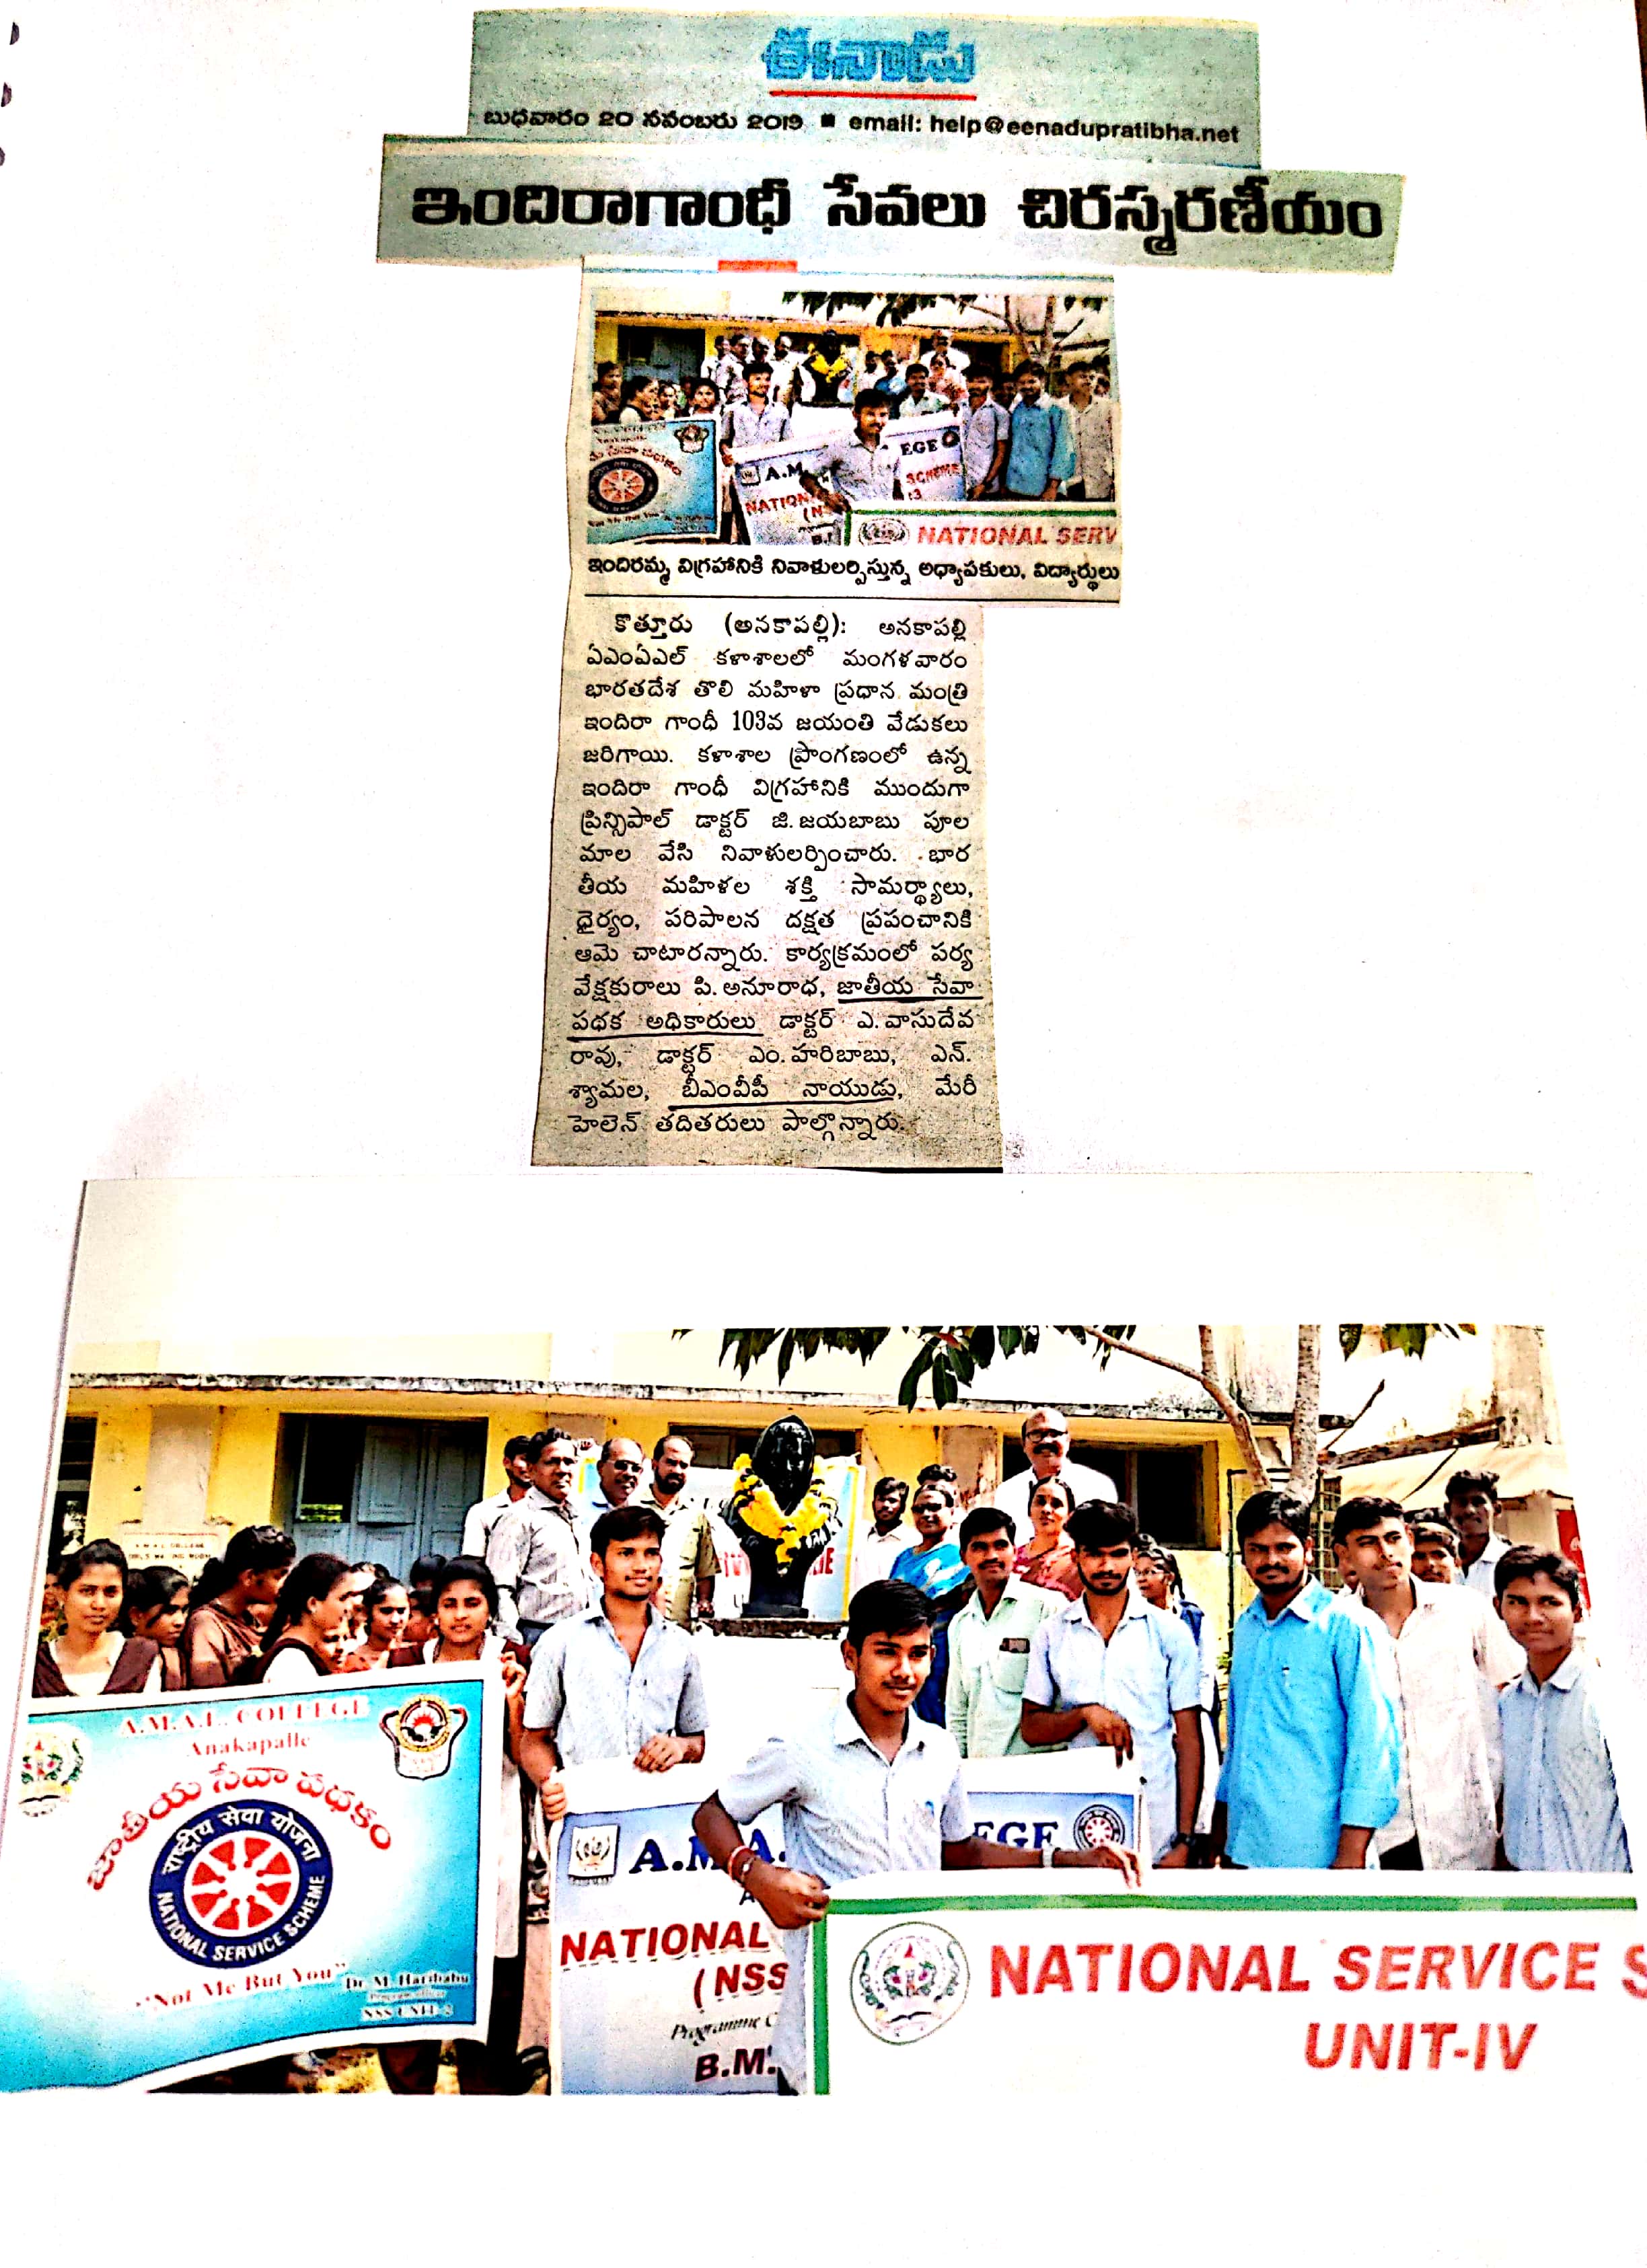 ఈనాడు
బుధవారం 20 నవంబరు 2019 ■ email: help@eenadupratibha.net
ఇందిరాగాంధీ సేవలు చిరస్మరణీయం
A.M
EGE
NATION
SCHEME
NATIONAL SERV
ఇందిరమ్మ విగ్రహానికి నివాళులర్పిస్తున్న అధ్యాపకులు, విద్యార్థులు
కొత్తూరు (అనకాపల్లి): అనకాపల్లి
ఏఎంఏఎల్ కళాశాలలో మంగళవారం
భారతదేశ తొలి మహిళా ప్రధాన మంత్రి
ఇందిరా గాంధీ 103వ జయంతి వేడుకలు
జరిగాయి. కళాశాల ప్రాంగణంలో ఉన్న
ఇందిరా గాంధీ విగ్రహానికి ముందుగా
ప్రిన్సిపాల్ డాక్టర్ జి.జయబాబు పూల
మాల వేసి నివాళులర్పించారు. భార
తీయ మహిళల శక్తి సామర్థ్యాలు,
ధైర్యం, పరిపాలన దక్షత ప్రపంచానికి
ఆమె చాటారన్నారు. కార్యక్రమంలో పర్య
వేక్షకురాలు పి.అనూరాధ, జాతీయ సేవా
పథక అధికారులు డాక్టర్ ఎ.వాసుదేవ
రావు, డాక్టర్ ఎం.హరిబాబు, ఎన్.
శ్యామల, బీఎంవీపీ నాయుడు, మేరీ
హెలెన్ తదితరులు పాల్గొన్నారు.
A.M.A.L. COLLEGE
Anakapalle
జాతీయ సేవా పథకం
राष्ट्रीय सेवा योजना
NATIONAL SERVICE SCHEME
"Not Me But You"
Dr. M. Haribabu
Program officer
NSS UNIT-2
A.M.A.
EGE
NATIONAL
(NSS
Programme C
B.M.
NATIONAL SERVICE S
UNIT-IV